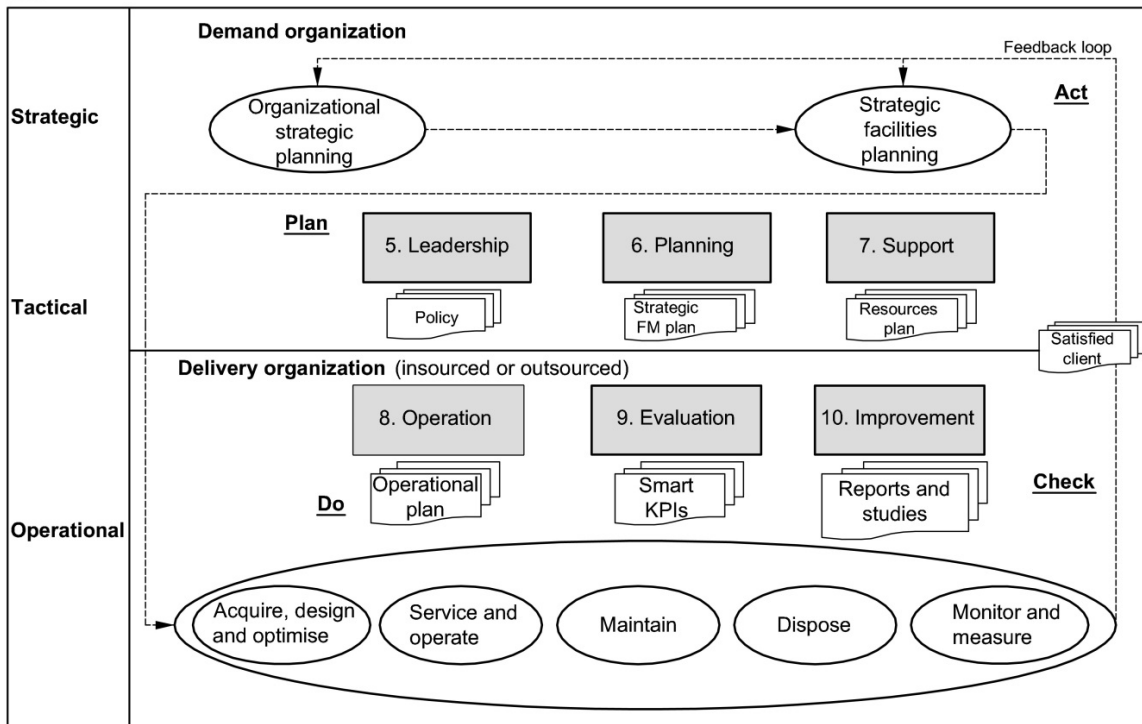 Demand organization
Feedback loop
Act
Strategic
Organizational
strategic
planning
Strategic
facilities
planning
Plan
5. Leadership
6. Planning
7. Support
Tactical
Policy
Strategic
FM plan
Resources
plan
Satisfied
client
Delivery organization (insourced or outsourced)
8. Operation
9. Evaluation
10. Improvement
Operational
Do
Operational
plan
Smart
KPIs
Reports and
studies
Check
Acquire, design
and optimise
Service and
operate
Maintain
Dispose
Monitor and
measure